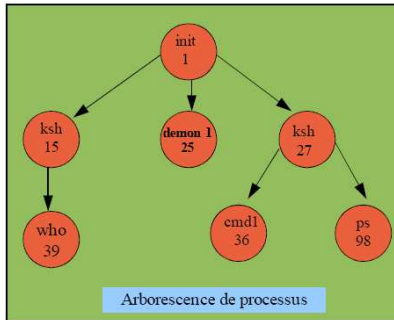 init
1
ksh
15
demon 1
25
ksh
27
who
39
cmd1
36
ps
98
Arborescence de processus